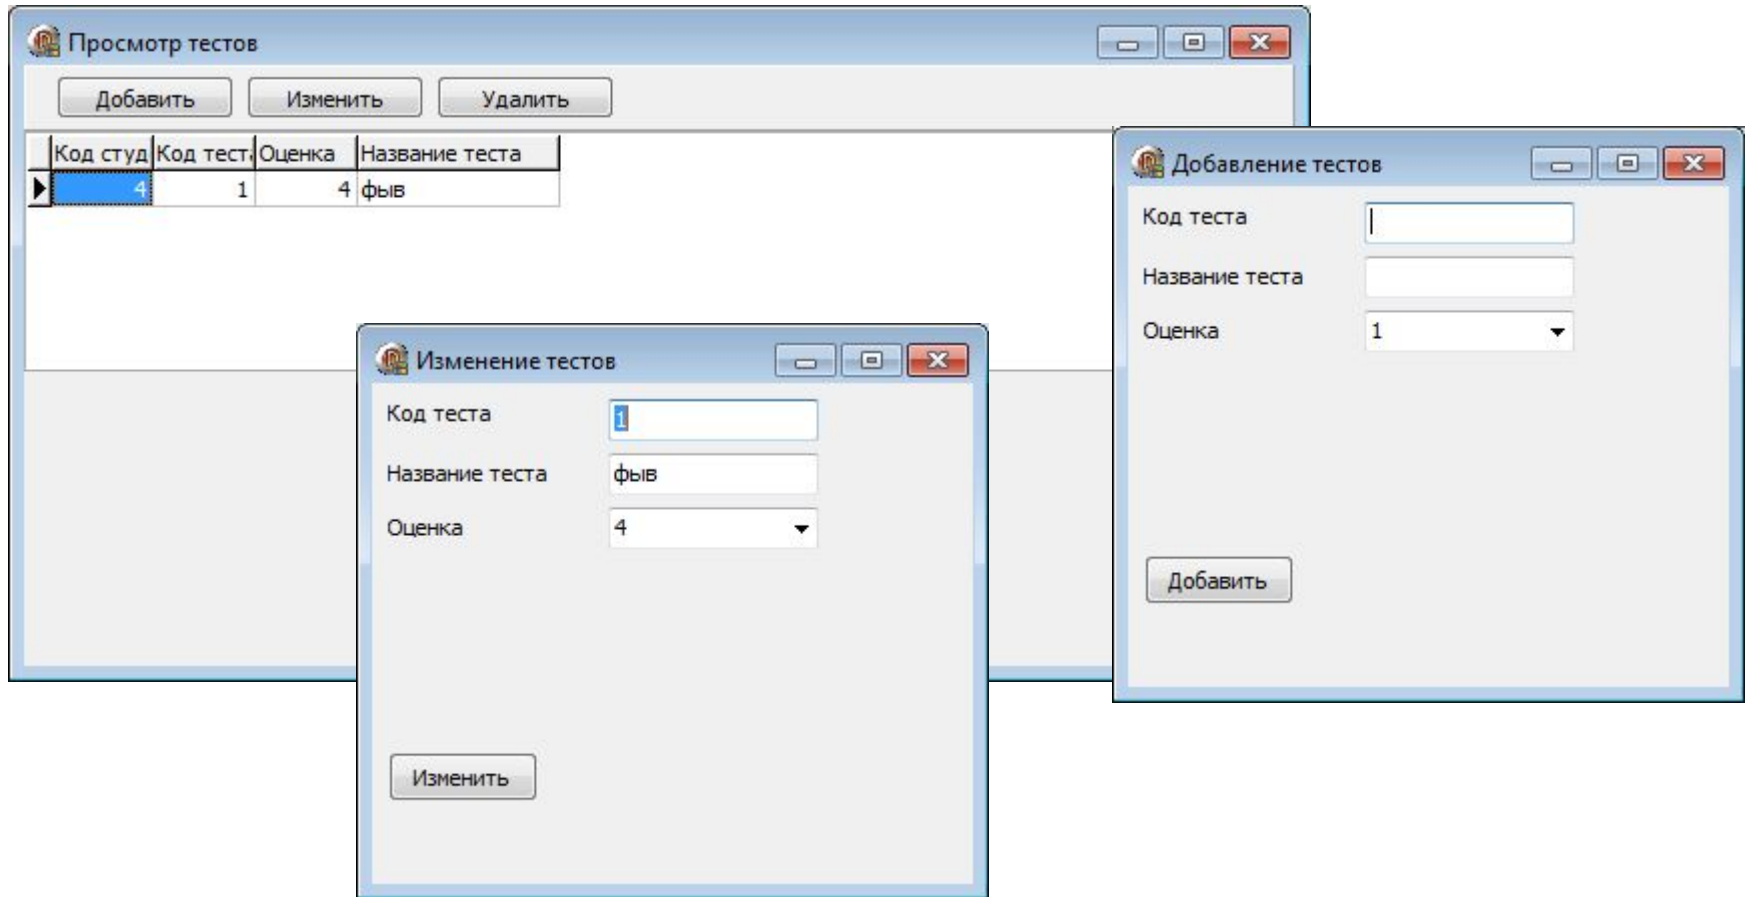 Просмотр тестов
Добавить Изменить Удалить
Код студ Код тест Оценка Название теста
4 1 4 фыв
Добавление тестов
Код теста
Название теста
Оценка 1
Добавить
Изменение тестов
Код теста 1
Название теста фыв
Оценка 4
Изменить